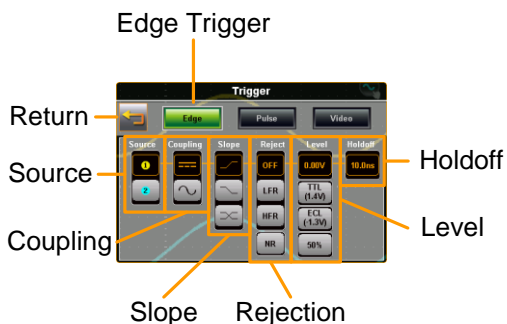 Edge Trigger
Trigger
Return
Edge Pulse Video
Source Coupling Slope Reject Level Holdoff
1 OFF 0.00V 10.0ns
Holdoff
Source
2 LFR TTL
(1.4V)
HFR ECL
(-1.3V)
Level
Coupling
NR 50%
Slope Rejection